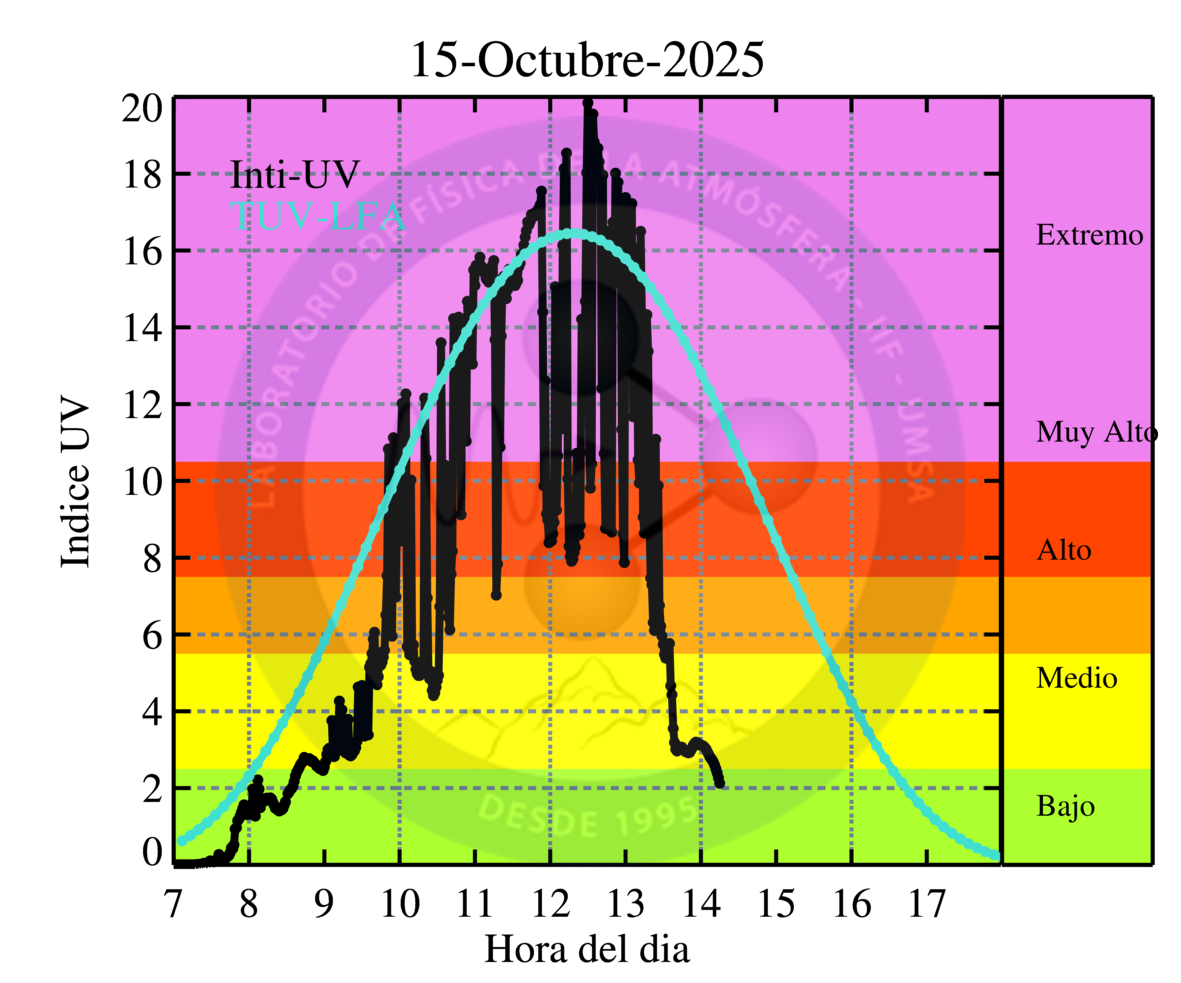 15-Octubre-2025
Indice UV
20
18
16
14
12
10
8
6
4
2
0
Inti-UV
TUV-LFA
LABORATORIO DE FÍSICA DE LA ATMÓSFERA - IIF - UMSA
DESDE 1995
Extremo
Muy Alto
Alto
Medio
Bajo
7 8 9 10 11 12 13 14 15 16 17
Hora del dia